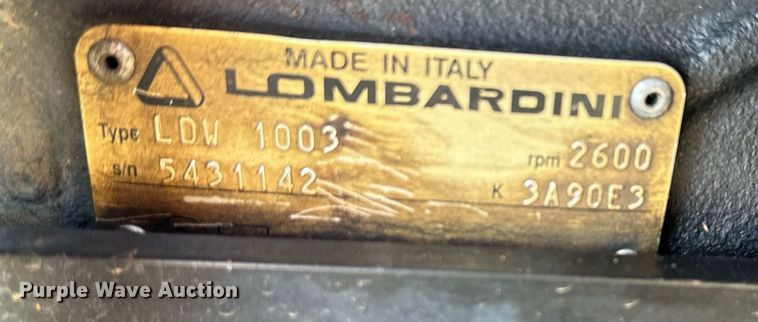 MADE IN ITALY
LOMBARDINI
Type LDW 1003 rpm 2600
s/n 5431142 K 3A90E3
Purple Wave Auction